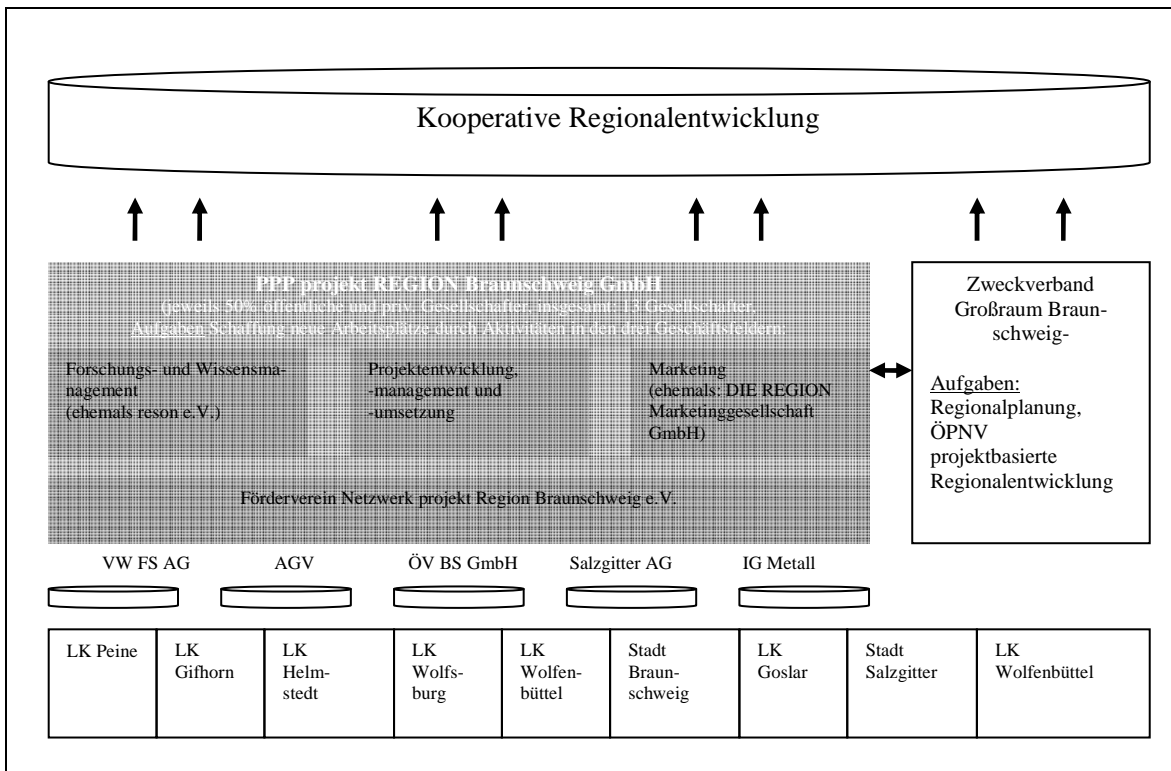 Kooperative Regionalentwicklung
PPP projekt REGION Braunschweig GmbH
(jeweils 50% öffentliche und priv. Gesellschafter, insgesamt: 13 Gesellschafter,
Aufgaben Schaffung neue Arbeitsplätze durch Aktivitäten in den drei Geschäftsfeldern
Forschungs- und Wissensma-
nagement
(ehemals reson e.V.)
Projektentwicklung,
-management und
-umsetzung
Marketing
(ehemals: DIE REGION
Marketinggesellschaft
GmbH)
Förderverein Netzwerk projekt Region Braunschweig e.V.
Zweckverband
Großraum Braun-
schweig-
Aufgaben:
Regionalplanung,
ÖPNV
projektbasierte
Regionalentwicklung
VW FS AG
AGV
ÖV BS GmbH
Salzgitter AG
IG Metall
LK Peine
LK
Gifhorn
LK
Helm-
stedt
LK
Wolfs-
burg
LK
Wolfen-
büttel
Stadt
Braun-
schweig
LK
Goslar
Stadt
Salzgitter
LK
Wolfenbüttel